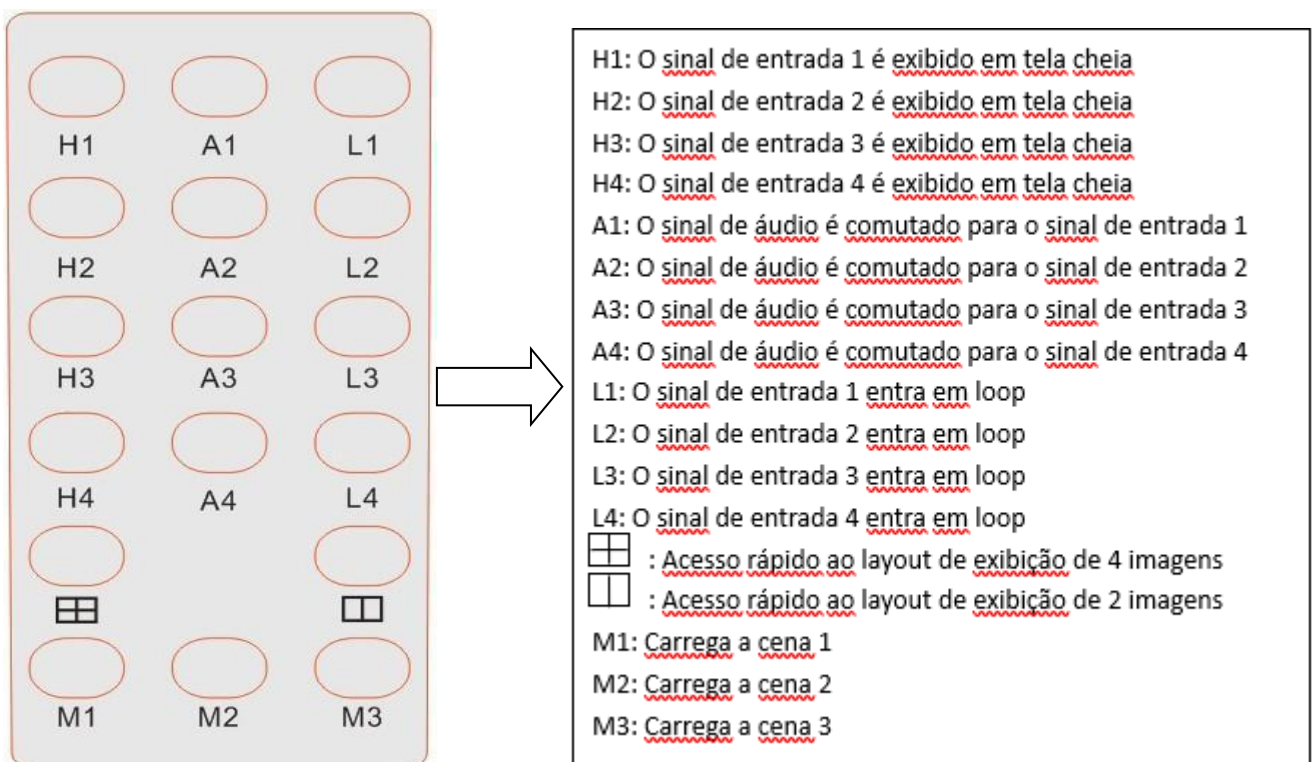 H1 A1 L1
H2 A2 L2
H3 A3 L3
H4 A4 L4
M1 M2 M3
H1: O sinal de entrada 1 é exibido em tela cheia
H2: O sinal de entrada 2 é exibido em tela cheia
H3: O sinal de entrada 3 é exibido em tela cheia
H4: O sinal de entrada 4 é exibido em tela cheia
A1: O sinal de áudio é comutado para o sinal de entrada 1
A2: O sinal de áudio é comutado para o sinal de entrada 2
A3: O sinal de áudio é comutado para o sinal de entrada 3
A4: O sinal de áudio é comutado para o sinal de entrada 4
L1: O sinal de entrada 1 entra em loop
L2: O sinal de entrada 2 entra em loop
L3: O sinal de entrada 3 entra em loop
L4: O sinal de entrada 4 entra em loop
: Acesso rápido ao layout de exibição de 4 imagens
: Acesso rápido ao layout de exibição de 2 imagens
M1: Carrega a cena 1
M2: Carrega a cena 2
M3: Carrega a cena 3